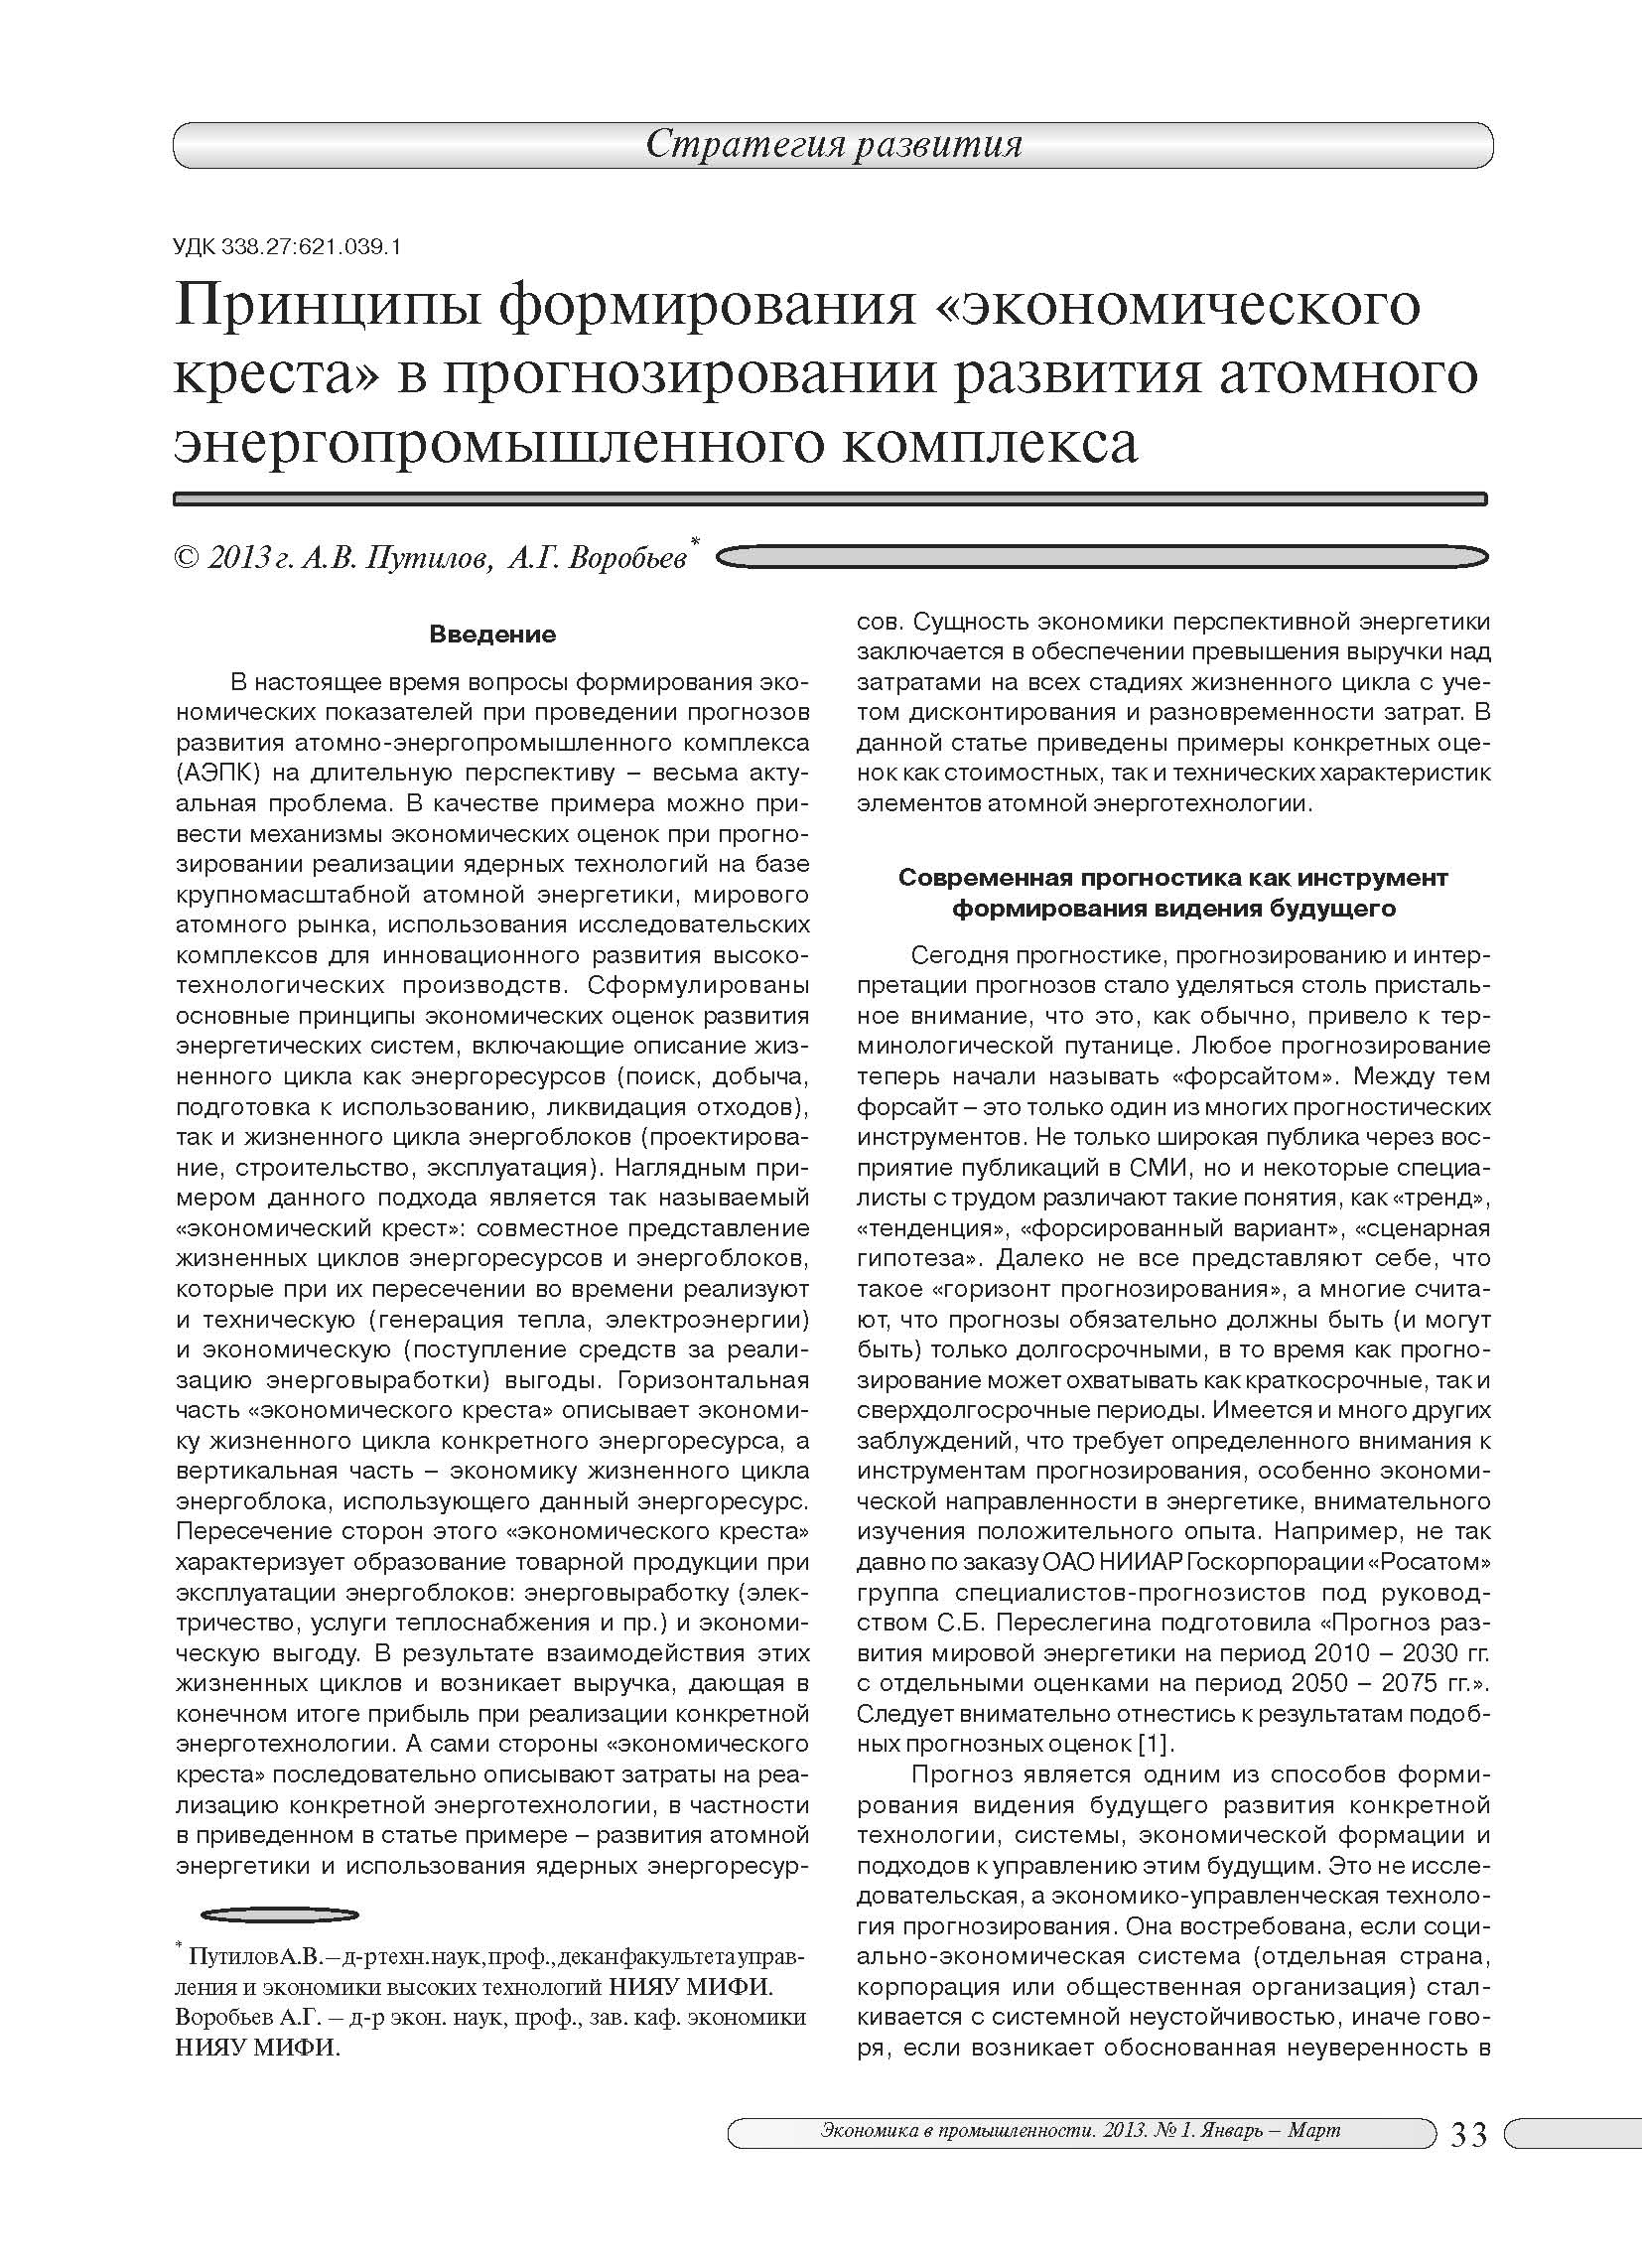 Стратегия развития
УДК 338.27:621.039.1
Принципы формирования «экономического
креста» в прогнозировании развития атомного
энергопромышленного комплекса
© 2013 г. А.В. Путилов, А.Г. Воробьев*
Введение
В настоящее время вопросы формирования эко-
номических показателей при проведении прогнозов
развития атомно-энергопромышленного комплекса
(АЭПК) на длительную перспективу – весьма акту-
альная проблема. В качестве примера можно при-
вести механизмы экономических оценок при прогно-
зировании реализации ядерных технологий на базе
крупномасштабной атомной энергетики, мирового
атомного рынка, использования исследовательских
комплексов для инновационного развития высоко-
технологических производств. Сформулированы
основные принципы экономических оценок развития
энергетических систем, включающие описание жиз-
ненного цикла как энергоресурсов (поиск, добыча,
подготовка к использованию, ликвидация отходов),
так и жизненного цикла энергоблоков (проектирова-
ние, строительство, эксплуатация). Наглядным при-
мером данного подхода является так называемый
«экономический крест»: совместное представление
жизненных циклов энергоресурсов и энергоблоков,
которые при их пересечении во времени реализуют
и техническую (генерация тепла, электроэнергии)
и экономическую (поступление средств за реали-
зацию энерговыработки) выгоды. Горизонтальная
часть «экономического креста» описывает экономи-
ку жизненного цикла конкретного энергоресурса, а
вертикальная часть – экономику жизненного цикла
энергоблока, использующего данный энергоресурс.
Пересечение сторон этого «экономического креста»
характеризует образование товарной продукции при
эксплуатации энергоблоков: энерговыработку (элек-
тричество, услуги теплоснабжения и пр.) и экономи-
ческую выгоду. В результате взаимодействия этих
жизненных циклов и возникает выручка, дающая в
конечном итоге прибыль при реализации конкретной
энерготехнологии. А сами стороны «экономического
креста» последовательно описывают затраты на реа-
лизацию конкретной энерготехнологии, в частности
в приведенном в статье примере – развития атомной
энергетики и использования ядерных энергоресур-
* Путилов А.В. – д-р техн. наук, проф., декан факультета управ-
ления и экономики высоких технологий НИЯУ МИФИ.
Воробьев А.Г. – д-р экон. наук, проф., зав. каф. экономики
НИЯУ МИФИ.
сов. Сущность экономики перспективной энергетики
заключается в обеспечении превышения выручки над
затратами на всех стадиях жизненного цикла с уче-
том дисконтирования и разновременности затрат. В
данной статье приведены примеры конкретных оце-
нок как стоимостных, так и технических характеристик
элементов атомной энерготехнологии.
Современная прогностика как инструмент
формирования видения будущего
Сегодня прогностике, прогнозированию и интер-
претации прогнозов стало уделяться столь присталь-
ное внимание, что это, как обычно, привело к тер-
минологической путанице. Любое прогнозирование
теперь начали называть «форсайтом». Между тем
форсайт – это только один из многих прогностических
инструментов. Не только широкая публика через вос-
приятие публикаций в СМИ, но и некоторые специа-
листы с трудом различают такие понятия, как «тренд»,
«тенденция», «форсированный вариант», «сценарная
гипотеза». Далеко не все представляют себе, что
такое «горизонт прогнозирования», а многие счита-
ют, что прогнозы обязательно должны быть (и могут
быть) только долгосрочными, в то время как прогно-
зирование может охватывать как краткосрочные, так и
сверхдолгосрочные периоды. Имеется и много других
заблуждений, что требует определенного внимания к
инструментам прогнозирования, особенно экономи-
ческой направленности в энергетике, внимательного
изучения положительного опыта. Например, не так
давно по заказу ОАО НИИАР Госкорпорации «Росатом»
группа специалистов-прогнозистов под руковод-
ством С.Б. Переслегина подготовила «Прогноз раз-
вития мировой энергетики на период 2010 – 2030 гг.
с отдельными оценками на период 2050 – 2075 гг.».
Следует внимательно отнестись к результатам подоб-
ных прогнозных оценок [1].
Прогноз является одним из способов форми-
рования видения будущего развития конкретной
технологии, системы, экономической формации и
подходов к управлению этим будущим. Это не иссле-
довательская, а экономико-управленческая техноло-
гия прогнозирования. Она востребована, если соци-
ально-экономическая система (отдельная страна,
корпорация или общественная организация) стал-
кивается с системной неустойчивостью, иначе гово-
ря, если возникает обоснованная неуверенность в
Экономика в промышленности. 2013. № 1. Январь – Март
33